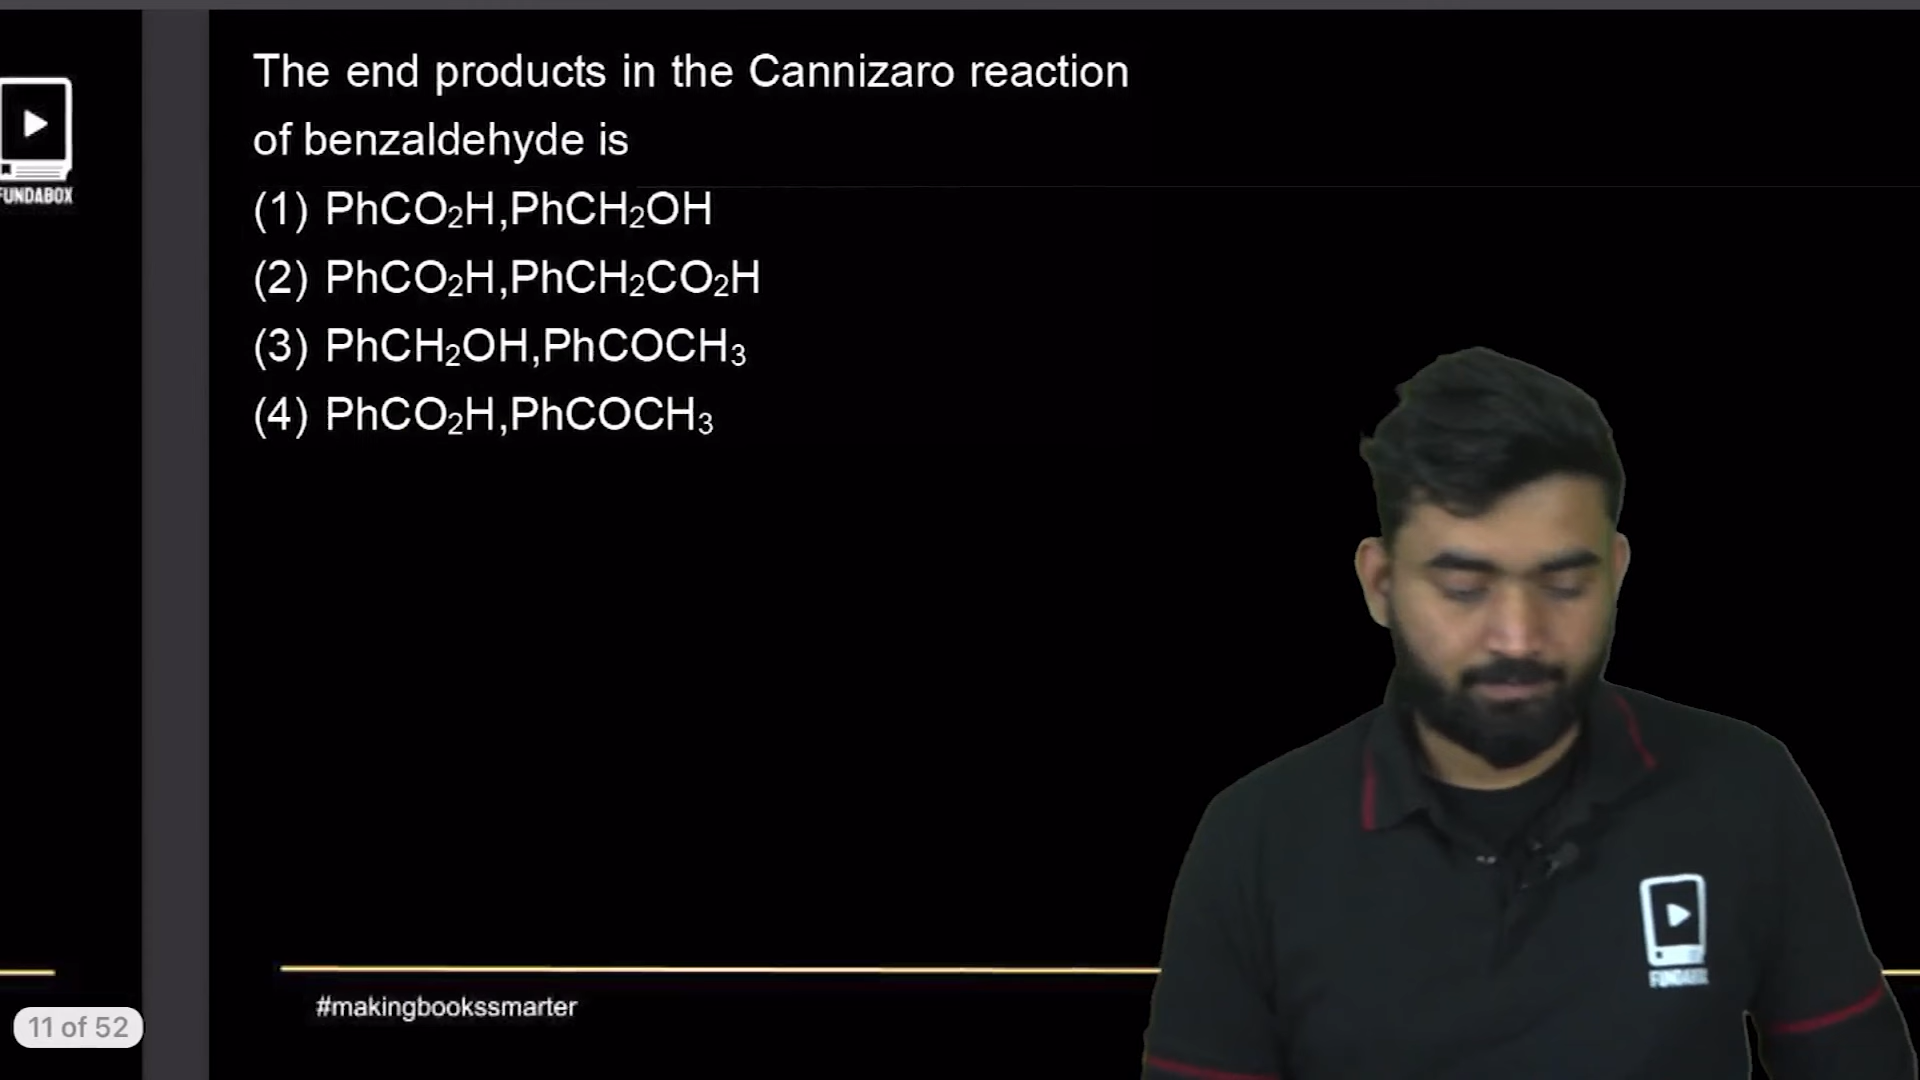 The end products in the Cannizaro reaction
of benzaldehyde is
(1) PhCO₂H,PhCH₂OH
(2) PhCO₂H,PhCH₂CO₂H
(3) PhCH₂OH,PhCOCH₃
(4) PhCO₂H,PhCOCH₃
FUNDABOX
FUNDABOX
#makingbookssmarter
11 of 52